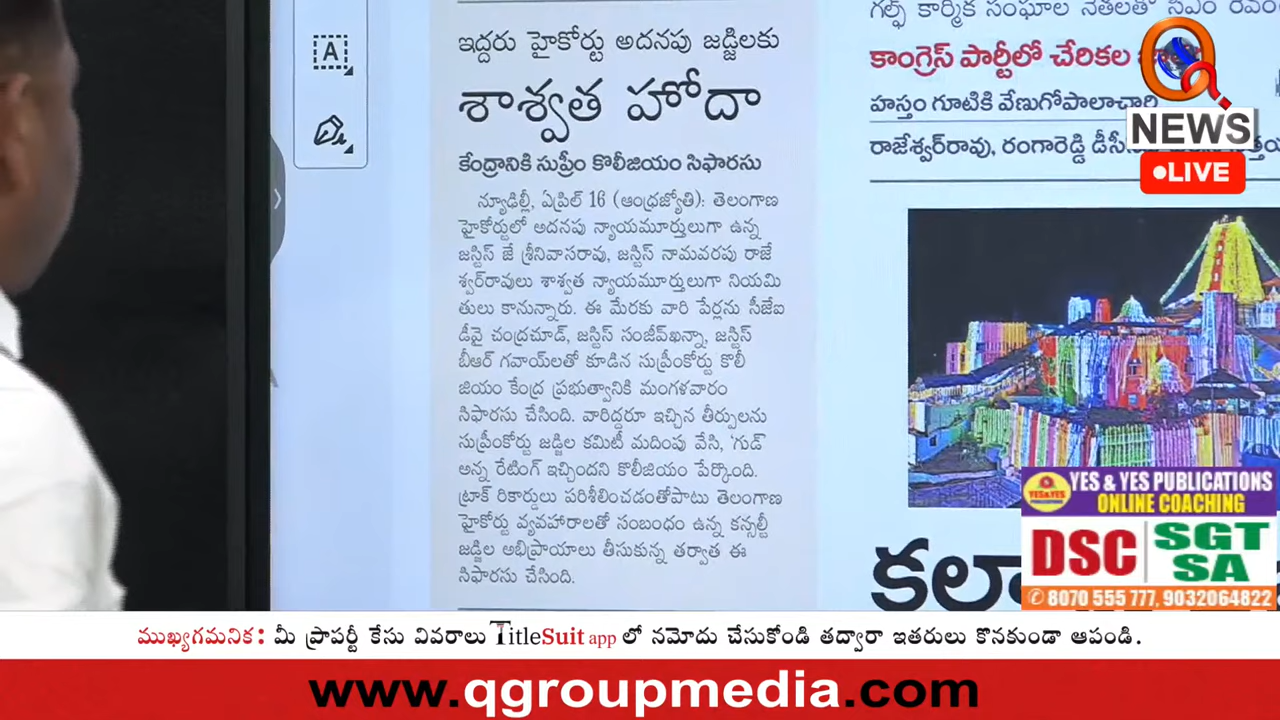 ఇద్దరు హైకోర్టు అదనపు జడ్జిలకు
శాశ్వత హోదా
కేంద్రానికి సుప్రీం కొలీజియం సిఫారసు
న్యూఢిల్లీ, ఏప్రిల్ 16 (ఆంధ్రజ్యోతి): తెలంగాణ
హైకోర్టులో అదనపు న్యాయమూర్తులుగా ఉన్న
జస్టిస్ జే శ్రీనివాసరావు, జస్టిస్ నామవరపు రాజే
శ్వర్‌రావులు శాశ్వత న్యాయమూర్తులుగా నియమి
తులు కానున్నారు. ఈ మేరకు వారి పేర్లను సీజేఐ
డీవై చంద్రచూడ్, జస్టిస్ సంజీవ్‌ఖన్నా, జస్టిస్
బీఆర్ గవాయ్‌లతో కూడిన సుప్రీంకోర్టు కొలీ
జియం కేంద్ర ప్రభుత్వానికి మంగళవారం
సిఫారసు చేసింది. వారిద్దరూ ఇచ్చిన తీర్పులను
సుప్రీంకోర్టు జడ్జిల కమిటీ మదింపు వేసి, 'గుడ్'
అన్న రేటింగ్ ఇచ్చిందని కొలీజియం పేర్కొంది.
ట్రాక్ రికార్డులు పరిశీలించడంతోపాటు తెలంగాణ
హైకోర్టు వ్యవహారాలతో సంబంధం ఉన్న కన్సల్టీ
జడ్జిల అభిప్రాయాలు తీసుకున్న తర్వాత ఈ
సిఫారసు చేసింది.
గల్ఫ్ కార్మిక సంఘాల నేతలతో సీఎం
కాంగ్రెస్ పార్టీలో చేరికల
హస్తం గూటికి వేణుగోపాలాచారి
రాజేశ్వర్‌రావు, రంగారెడ్డి
Q
NEWS
LIVE
YES & YES PUBLICATIONS
ONLINE COACHING
DSC SGT
SA
8070 555 777, 9032064822
ముఖ్యగమనిక: మీ ప్రాపర్టీ కేసు వివరాలు TitleSuit app లో నమోదు చేసుకోండి తద్వారా ఇతరులు కొనకుండా ఆపండి.
www.qgroupmedia.com